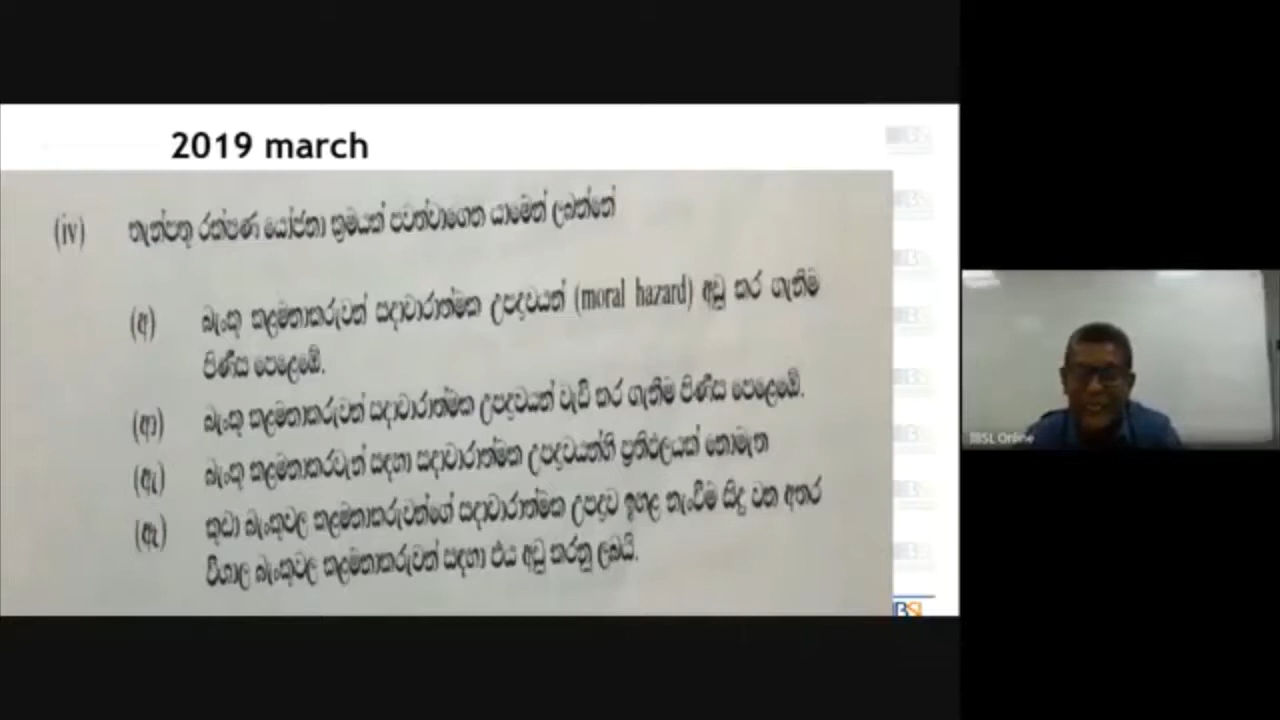 2019 march
(iv) තැන්පතු රක්ෂණ යෝජනා ක්‍රමයක් පවත්වාගෙන යාමෙන් ලබන්නේ
(අ) බැංකු කළමනාකරුවන් සදාචාරාත්මක උපද්‍රවයන් (moral hazard) අඩු කර ගැනීම
පිණිස පෙළඹේ.
(ආ) බැංකු කළමනාකරුවන් සදාචාරාත්මක උපද්‍රවයන් වැඩි කර ගැනීම පිණිස පෙළඹේ.
(ඇ) බැංකු කළමනාකරුවන් සඳහා සදාචාරාත්මක උපද්‍රවයන්හි ප්‍රතිඵලයක් නොමැත
(ඈ) කුඩා බැංකුවල කළමනාකරුවන්ගේ සදාචාරාත්මක උපද්‍රව ඉහළ නැංවීම සිදු වන අතර
විශාල බැංකුවල කළමනාකරුවන් සඳහා එය අඩු කරනු ලබයි.
IBSL Online